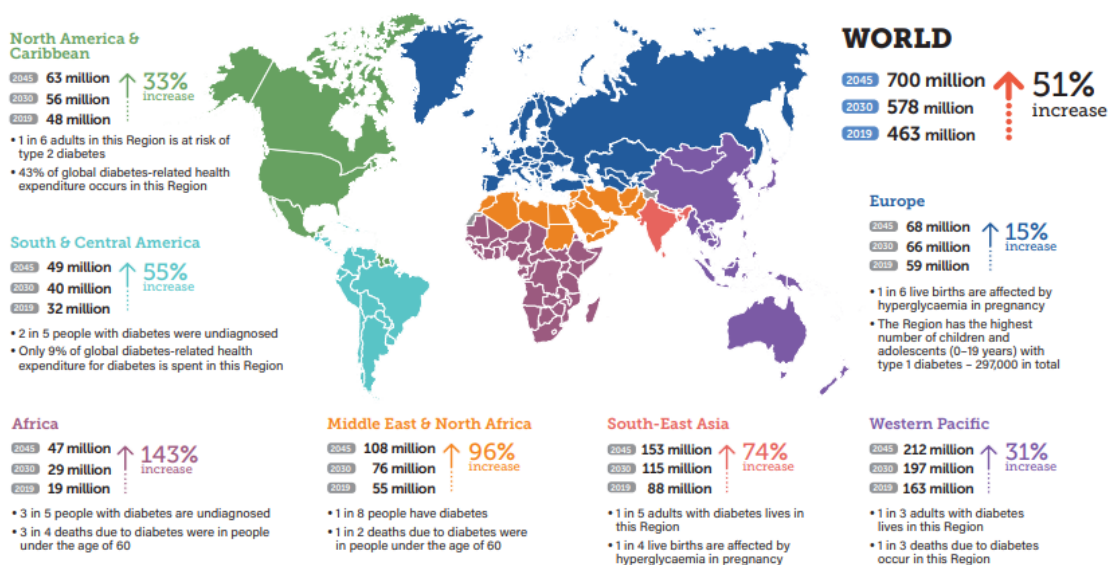 North America &
Caribbean
2045 63 million
2030 56 million
2019 48 million
33%
increase
• 1 in 6 adults in this Region is at risk of
type 2 diabetes
• 43% of global diabetes-related health
expenditure occurs in this Region
WORLD
2045 700 million
2030 578 million
2019 463 million
51%
increase
South & Central America
2045 49 million
2030 40 million
2019 32 million
55%
increase
• 2 in 5 people with diabetes were undiagnosed
• Only 9% of global diabetes-related health
expenditure for diabetes is spent in this Region
Europe
2045 68 million
2030 66 million
2019 59 million
15%
increase
• 1 in 6 live births are affected by
hyperglycaemia in pregnancy
• The Region has the highest
number of children and
adolescents (0–19 years) with
type 1 diabetes – 297,000 in total
Africa
2045 47 million
2030 29 million
2019 19 million
143%
increase
• 3 in 5 people with diabetes are undiagnosed
• 3 in 4 deaths due to diabetes were in people
under the age of 60
Middle East & North Africa
2045 108 million
2030 76 million
2019 55 million
96%
increase
• 1 in 8 people have diabetes
• 1 in 2 deaths due to diabetes were
in people under the age of 60
South-East Asia
2045 153 million
2030 115 million
2019 88 million
74%
increase
• 1 in 5 adults with diabetes lives in
this Region
• 1 in 4 live births are affected by
hyperglycaemia in pregnancy
Western Pacific
2045 212 million
2030 197 million
2019 163 million
31%
increase
• 1 in 3 adults with diabetes
lives in this Region
• 1 in 3 deaths due to diabetes
occur in this Region